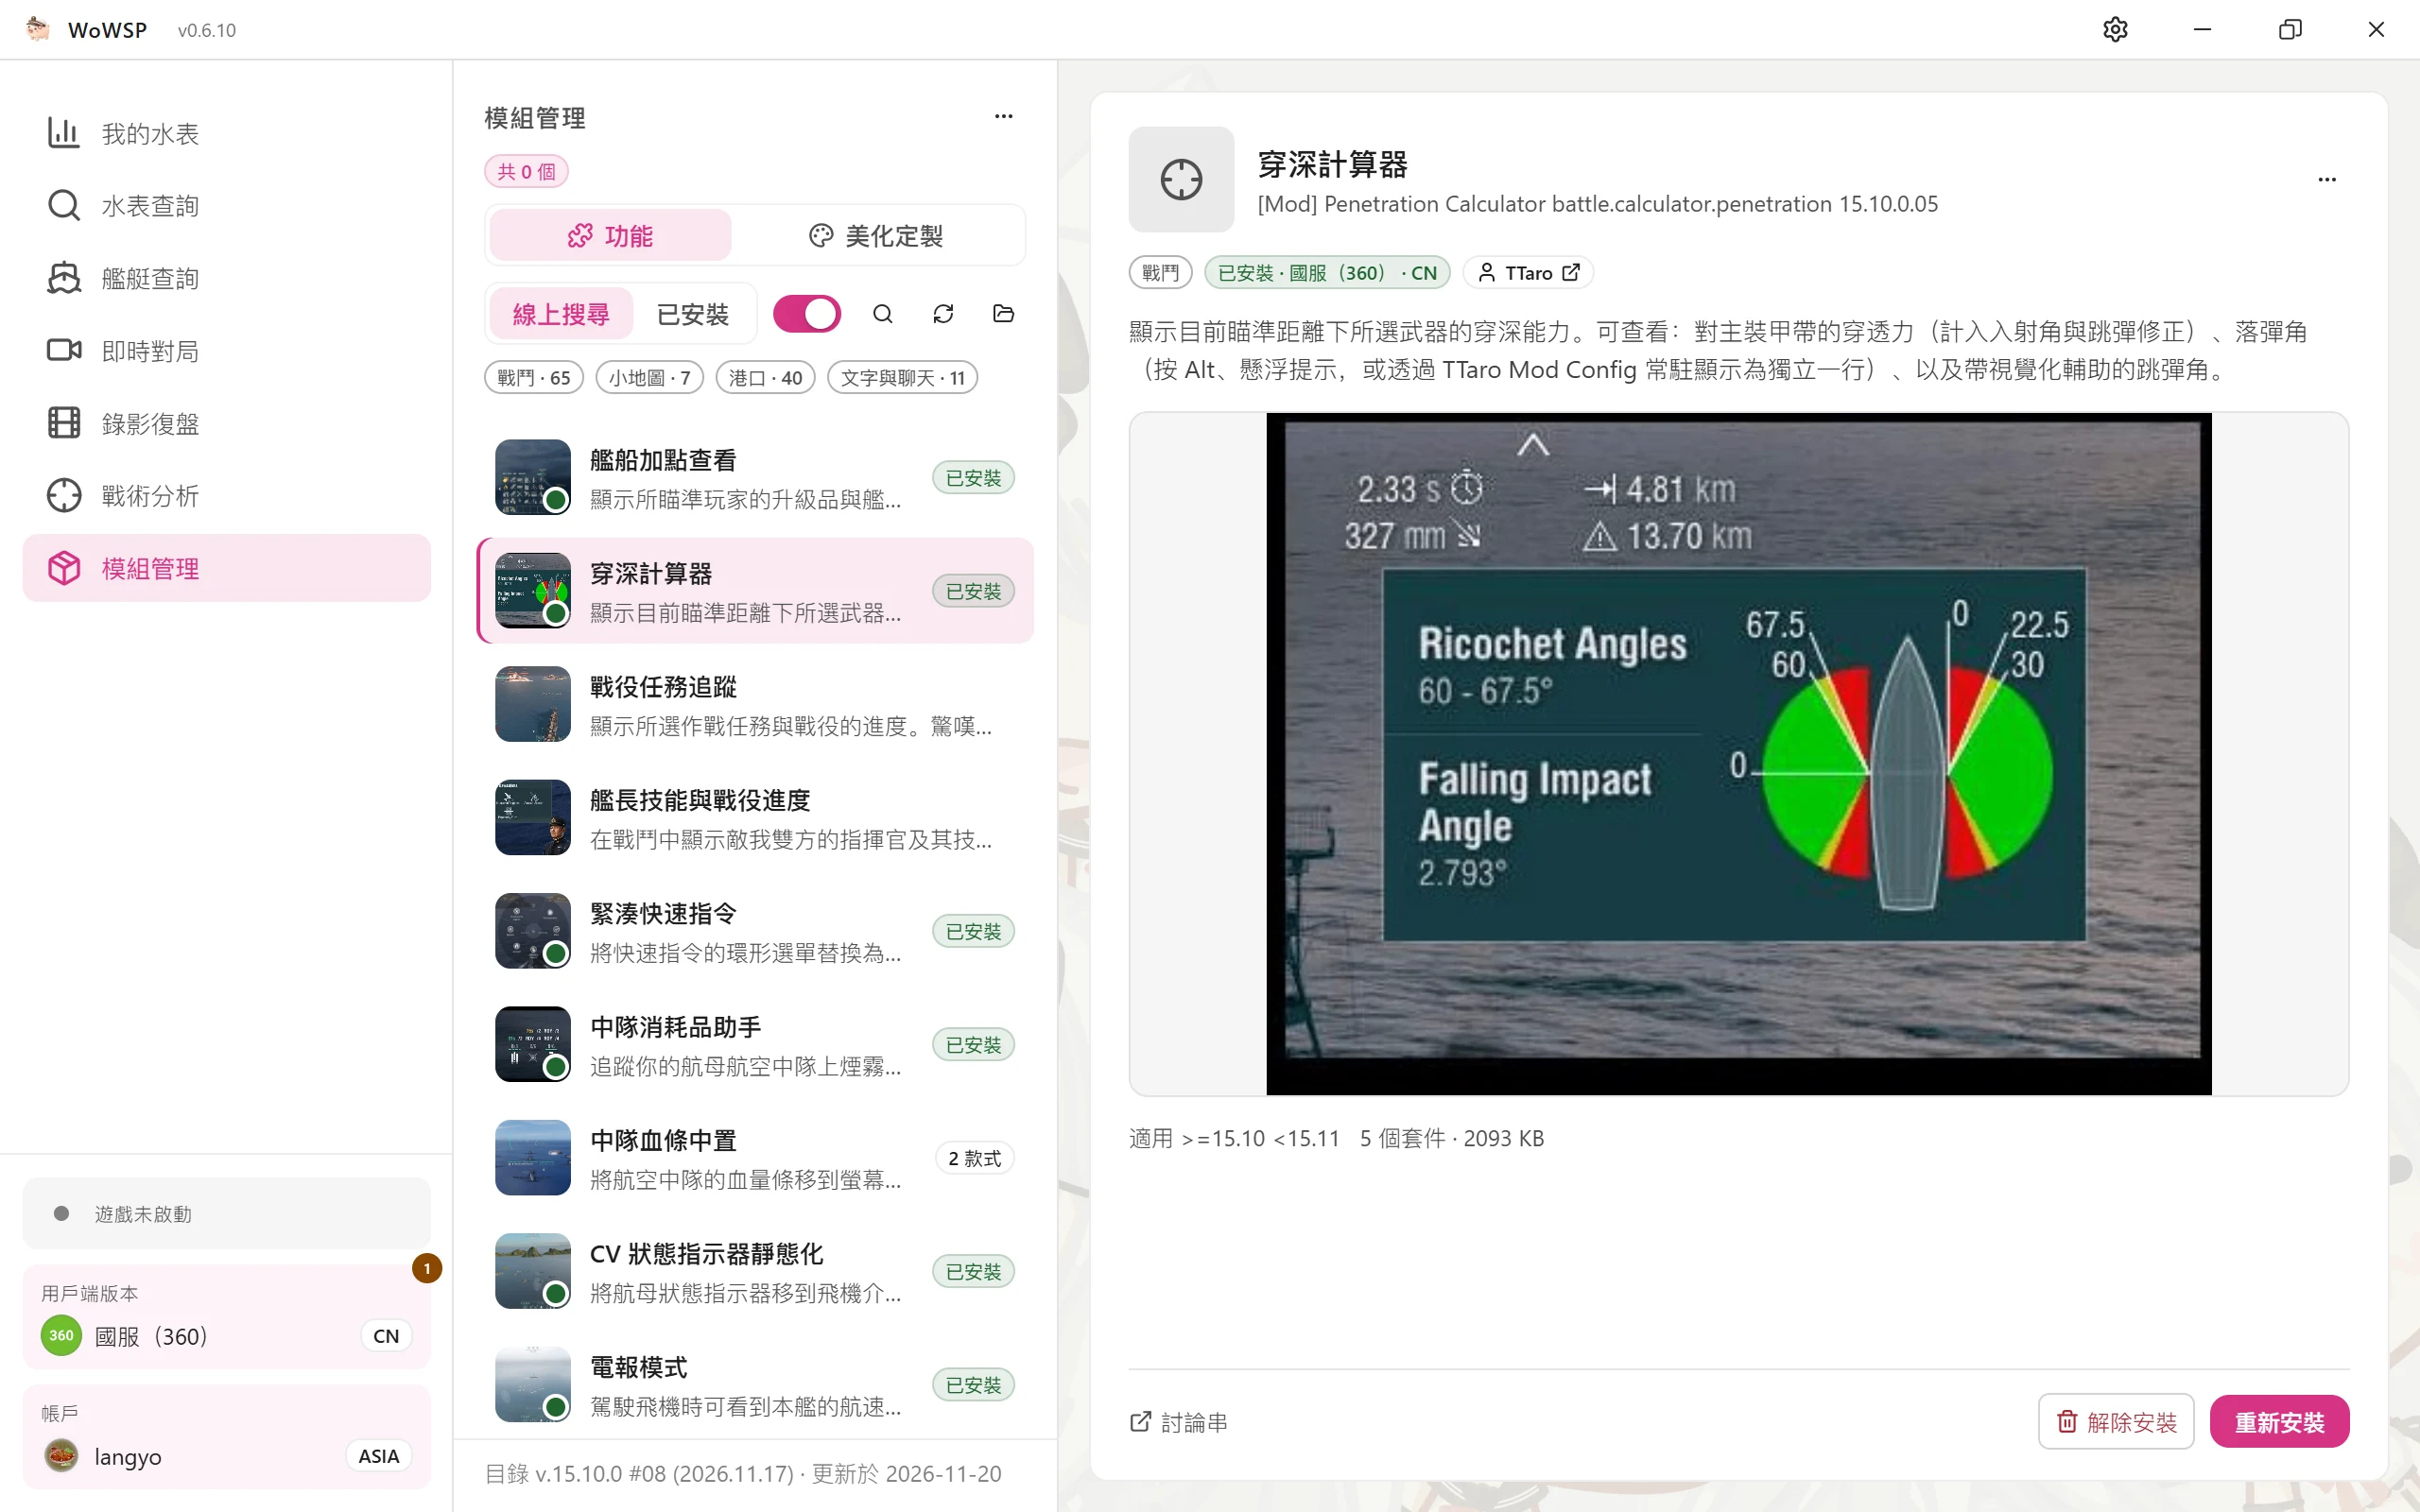 WoWSP v0.6.10
我的水表
水表查詢
艦艇查詢
即時對局
錄影復盤
戰術分析
模組管理
遊戲未啟動
1
用戶端版本
360 國服（360） CN
帳戶
langyo ASIA
模組管理
共 0 個
功能 美化定製
線上搜尋 已安裝
戰鬥 · 65 小地圖 · 7 港口 · 40 文字與聊天 · 11
艦船加點查看
顯示所瞄準玩家的升級品與艦...
已安裝
穿深計算器
顯示目前瞄準距離下所選武器...
已安裝
戰役任務追蹤
顯示所選作戰任務與戰役的進度。驚嘆...
艦長技能與戰役進度
在戰鬥中顯示敵我雙方的指揮官及其技...
緊湊快速指令
將快速指令的環形選單替換為...
已安裝
中隊消耗品助手
追蹤你的航母航空中隊上煙霧...
已安裝
中隊血條中置
將航空中隊的血量條移到螢幕...
2 款式
CV 狀態指示器靜態化
將航母狀態指示器移到飛機介...
已安裝
電報模式
駕駛飛機時可看到本艦的航速...
已安裝
目錄 v.15.10.0 #08 (2026.11.17) · 更新於 2026-11-20
穿深計算器
[Mod] Penetration Calculator battle.calculator.penetration 15.10.0.05
戰鬥 已安裝 · 國服（360） · CN TTaro
顯示目前瞄準距離下所選武器的穿深能力。可查看：對主裝甲帶的穿透力（計入入射角與跳彈修正）、落彈角
（按 Alt、懸浮提示，或透過 TTaro Mod Config 常駐顯示為獨立一行）、以及帶視覺化輔助的跳彈角。
2.33 s 4.81 km
327 mm 13.70 km
Ricochet Angles
60 - 67.5°
Falling Impact
Angle
2.793°
67.5 0 22.5
60 30
0
適用 >=15.10 <15.11 5 個套件 · 2093 KB
討論串
解除安裝 重新安裝